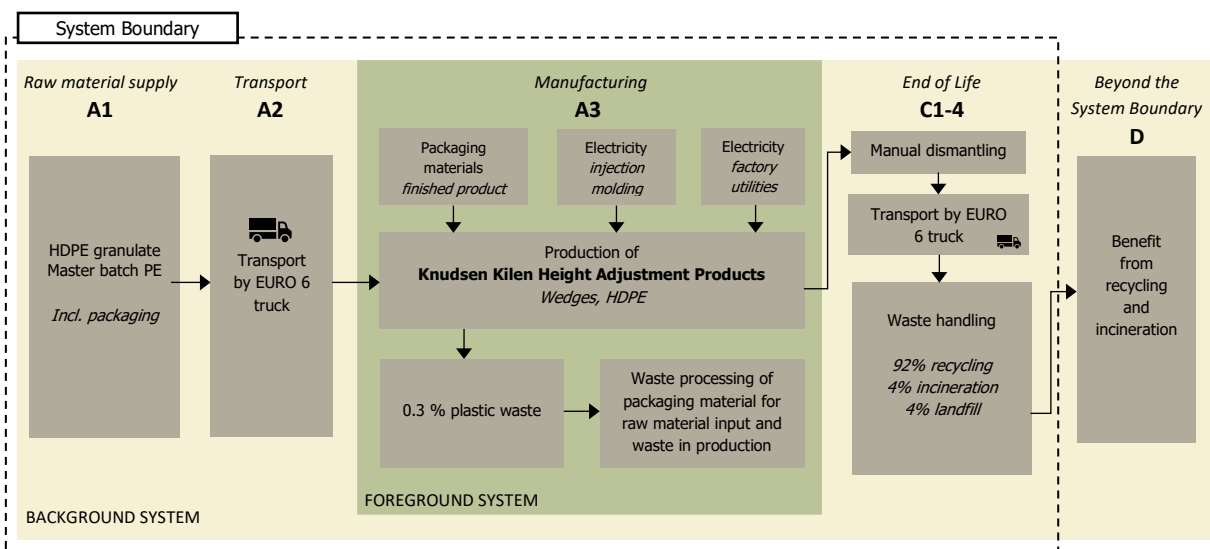 System Boundary
Raw material supply
A1
Transport
A2
Manufacturing
A3
End of Life
C1-4
Beyond the
System Boundary
D
HDPE granulate
Master batch PE
Incl. packaging
Transport
by EURO 6
truck
Packaging
materials
finished product
Electricity
injection
molding
Electricity
factory
utilities
Production of
Knudsen Kilen Height Adjustment Products
Wedges, HDPE
0.3 % plastic waste
Waste processing of
packaging material for
raw material input and
waste in production
Manual dismantling
Transport by EURO
6 truck
Waste handling
92% recycling
4% incineration
4% landfill
Benefit
from
recycling
and
incineration
FOREGROUND SYSTEM
BACKGROUND SYSTEM